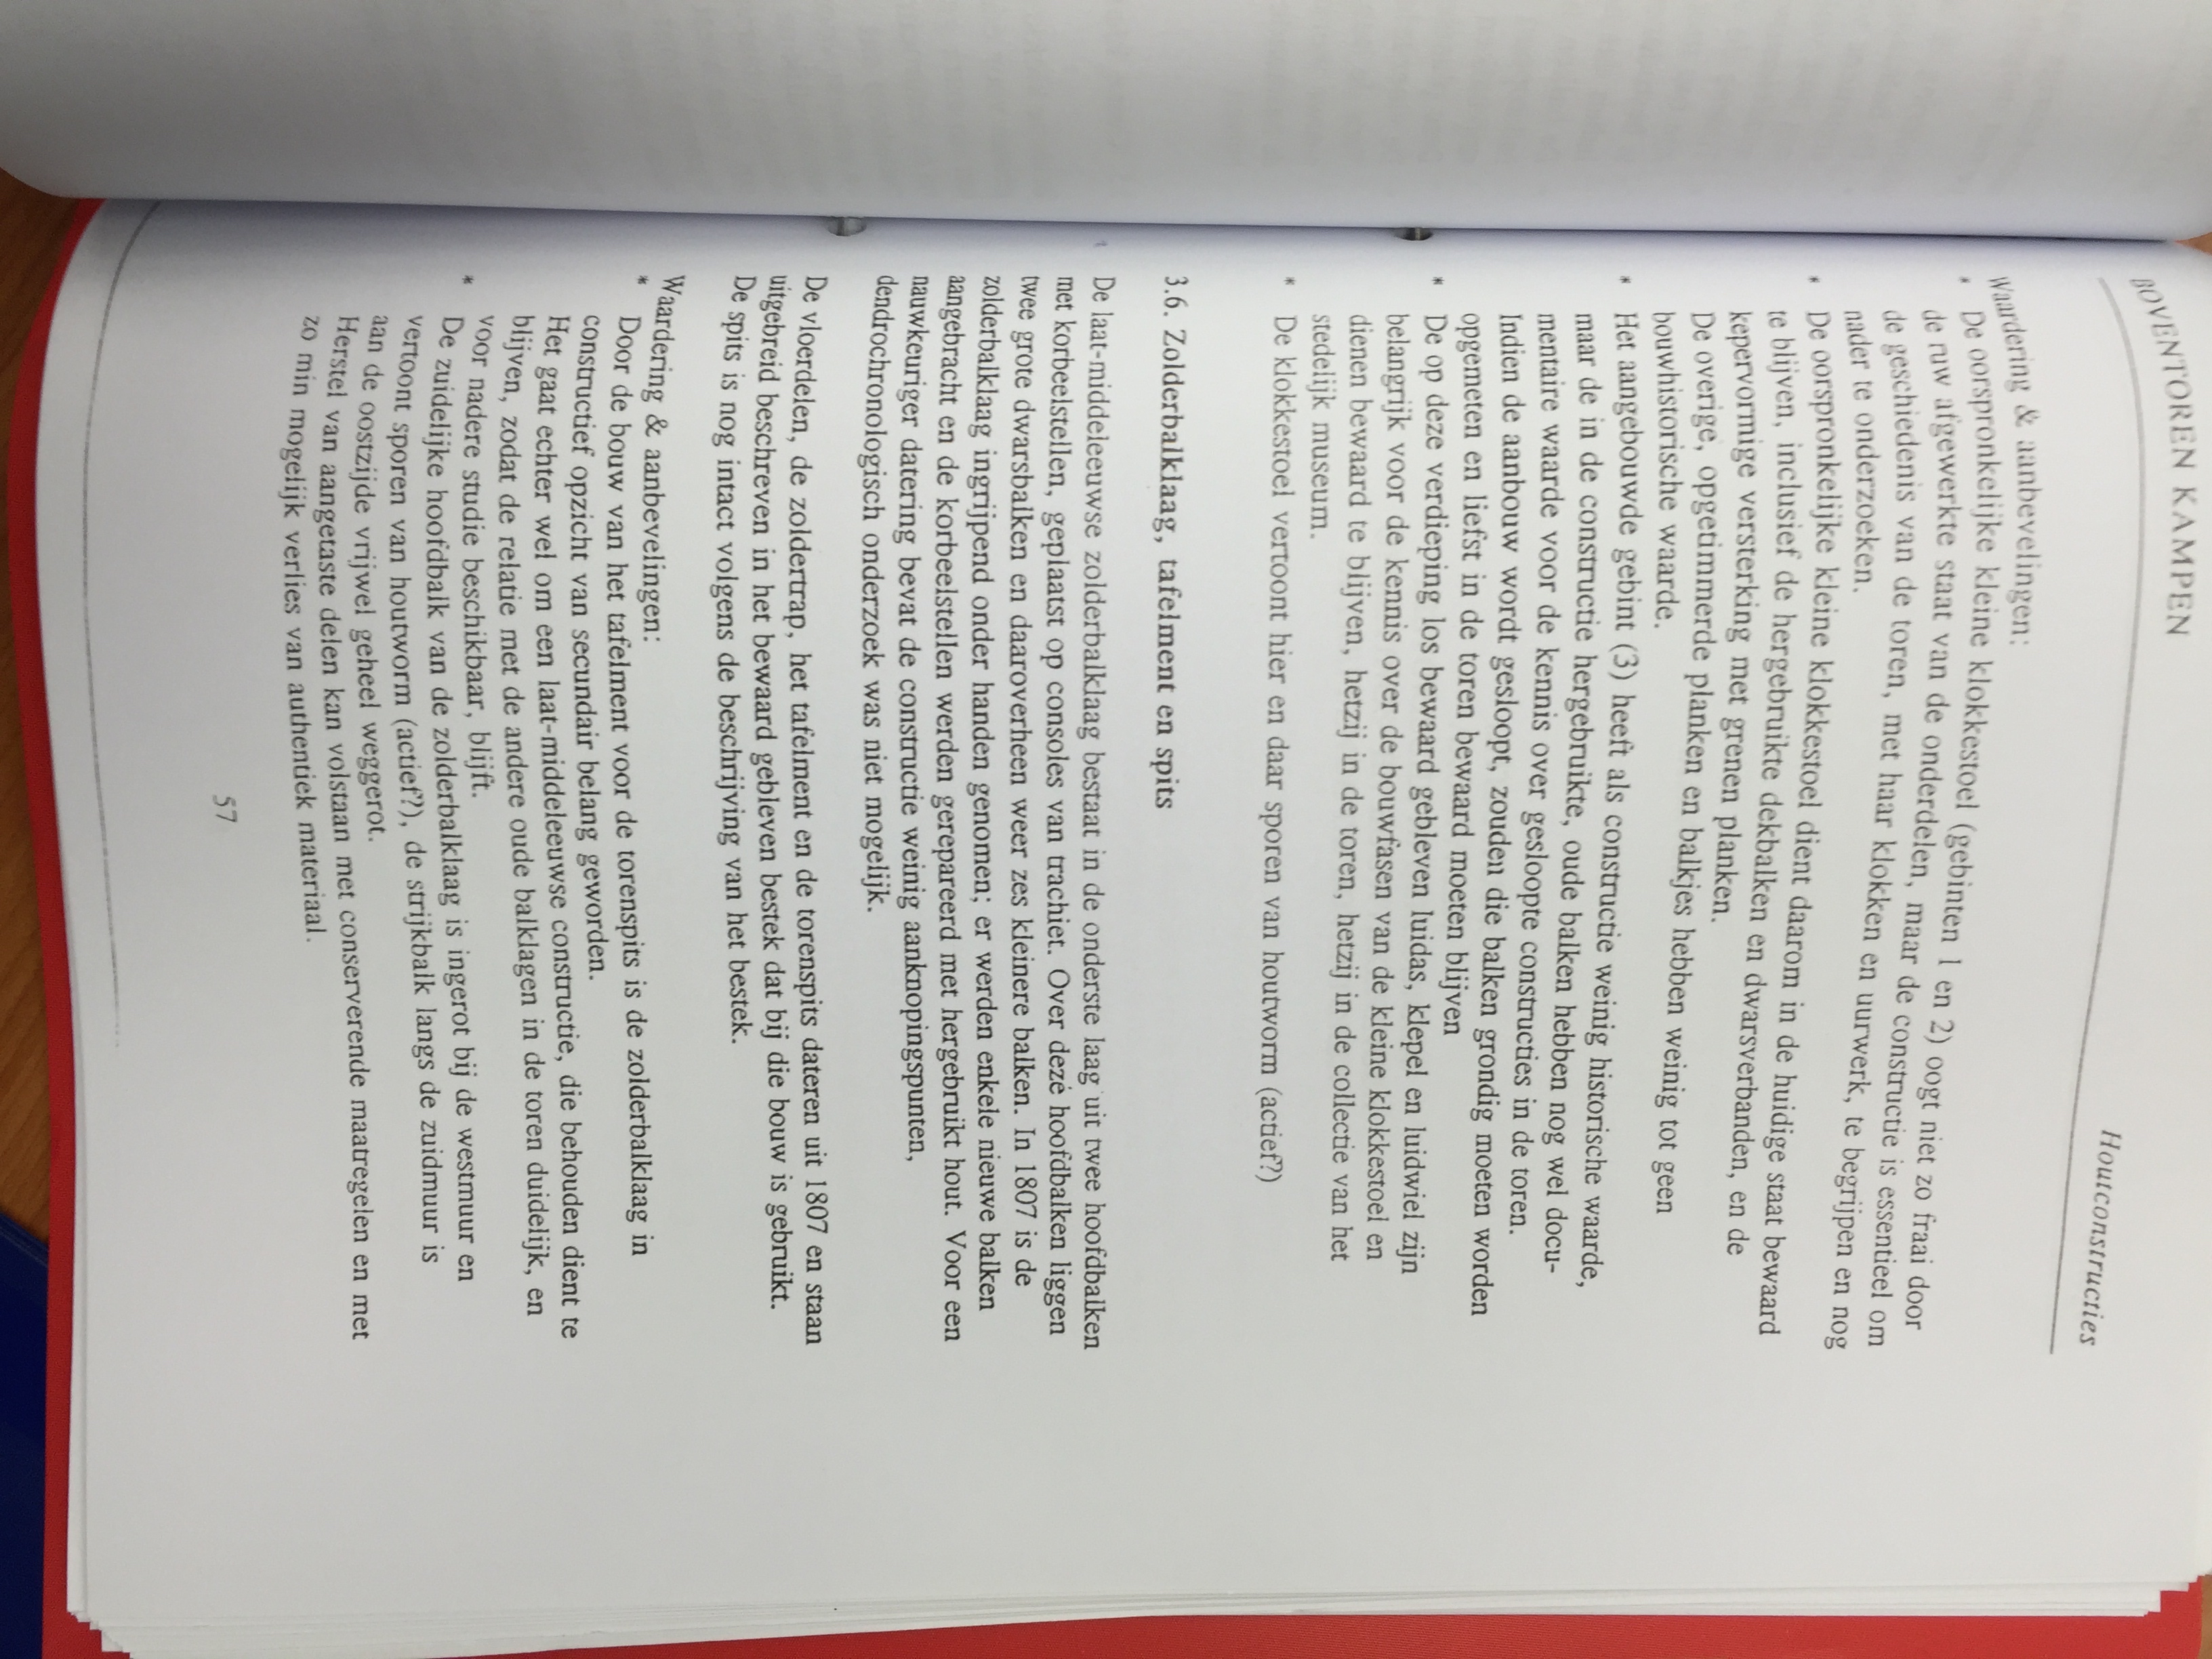 BOVENTOREN KAMPEN
Houtconstructies
Waardering & aanbevelingen:
* De oorspronkelijke kleine klokkestoel (gebinten 1 en 2) oogt niet zo fraai door
de ruw afgewerkte staat van de onderdelen, maar de constructie is essentieel om
de geschiedenis van de toren, met haar klokken en uurwerk, te begrijpen en nog
nader te onderzoeken.
* De oorspronkelijke kleine klokkestoel dient daarom in de huidige staat bewaard
te blijven, inclusief de hergebruikte dekbalken en dwarsverbanden, en de
kepervormige versterking met grenen planken.
De overige, opgetimmerde planken en balkjes hebben weinig tot geen
bouwhistorische waarde.
* Het aangebouwde gebint (3) heeft als constructie weinig historische waarde,
maar de in de constructie hergebruikte, oude balken hebben nog wel docu-
mentaire waarde voor de kennis over gesloopte constructies in de toren.
Indien de aanbouw wordt gesloopt, zouden die balken grondig moeten worden
opgemeten en liefst in de toren bewaard moeten blijven
* De op deze verdieping los bewaard gebleven luidas, klepel en luidwiel zijn
belangrijk voor de kennis over de bouwfasen van de kleine klokkestoel en
dienen bewaard te blijven, hetzij in de toren, hetzij in de collectie van het
stedelijk museum.
* De klokkestoel vertoont hier en daar sporen van houtworm (actief?)
3.6. Zolderbalklaag, tafelment en spits
De laat-middeleeuwse zolderbalklaag bestaat in de onderste laag uit twee hoofdbalken
met korbeelstellen, geplaatst op consoles van trachiet. Over deze hoofdbalken liggen
twee grote dwarsbalken en daaroverheen weer zes kleinere balken. In 1807 is de
zolderbalklaag ingrijpend onder handen genomen; er werden enkele nieuwe balken
aangebracht en de korbeelstellen werden gerepareerd met hergebruikt hout. Voor een
nauwkeuriger datering bevat de constructie weinig aanknopingspunten,
dendrochronologisch onderzoek was niet mogelijk.
De vloerdelen, de zoldertrap, het tafelment en de torenspits dateren uit 1807 en staan
uitgebreid beschreven in het bewaard gebleven bestek dat bij die bouw is gebruikt.
De spits is nog intact volgens de beschrijving van het bestek.
Waardering & aanbevelingen:
* Door de bouw van het tafelment voor de torenspits is de zolderbalklaag in
constructief opzicht van secundair belang geworden.
Het gaat echter wel om een laat-middeleeuwse constructie, die behouden dient te
blijven, zodat de relatie met de andere oude balklagen in de toren duidelijk, en
voor nadere studie beschikbaar, blijft.
* De zuidelijke hoofdbalk van de zolderbalklaag is ingerot bij de westmuur en
vertoont sporen van houtworm (actief?), de strijkbalk langs de zuidmuur is
aan de oostzijde vrijwel geheel weggerot.
Herstel van aangetaste delen kan volstaan met conserverende maatregelen en met
zo min mogelijk verlies van authentiek materiaal.
57